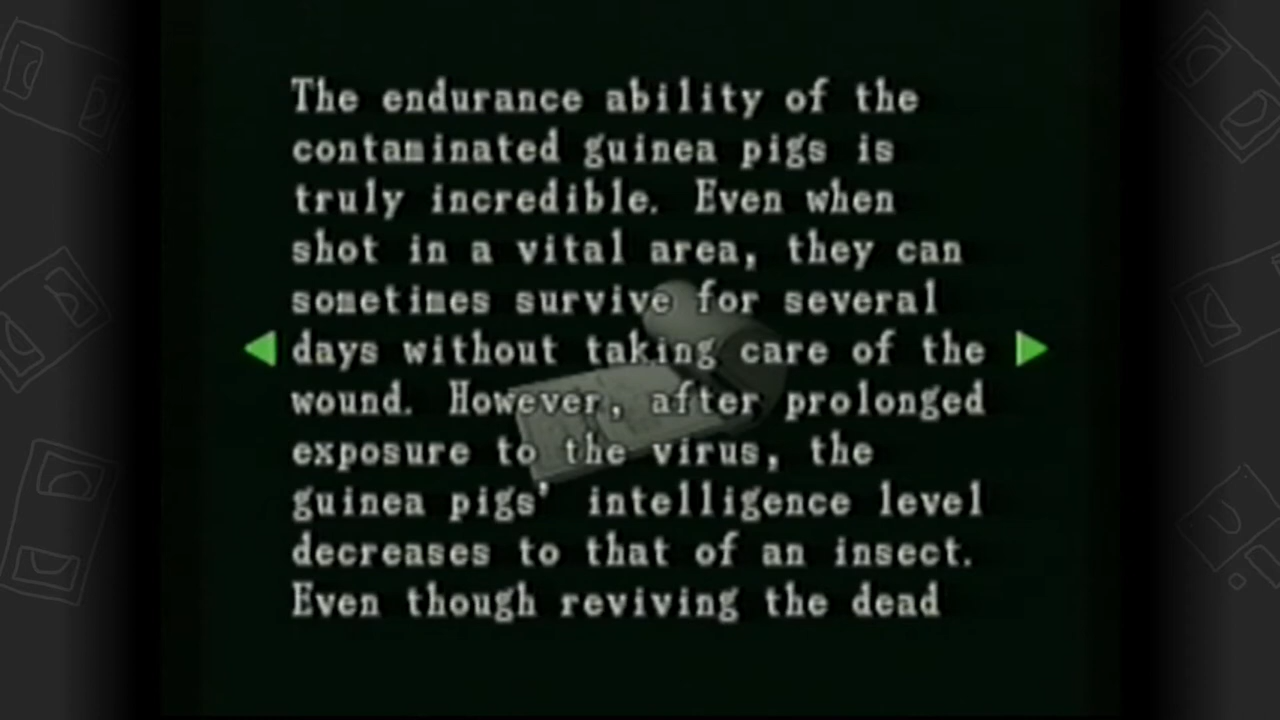 The endurance ability of the
contaminated guinea pigs is
truly incredible. Even when
shot in a vital area, they can
sometimes survive for several
days without taking care of the
wound. However, after prolonged
exposure to the virus, the
guinea pigs' intelligence level
decreases to that of an insect.
Even though reviving the dead